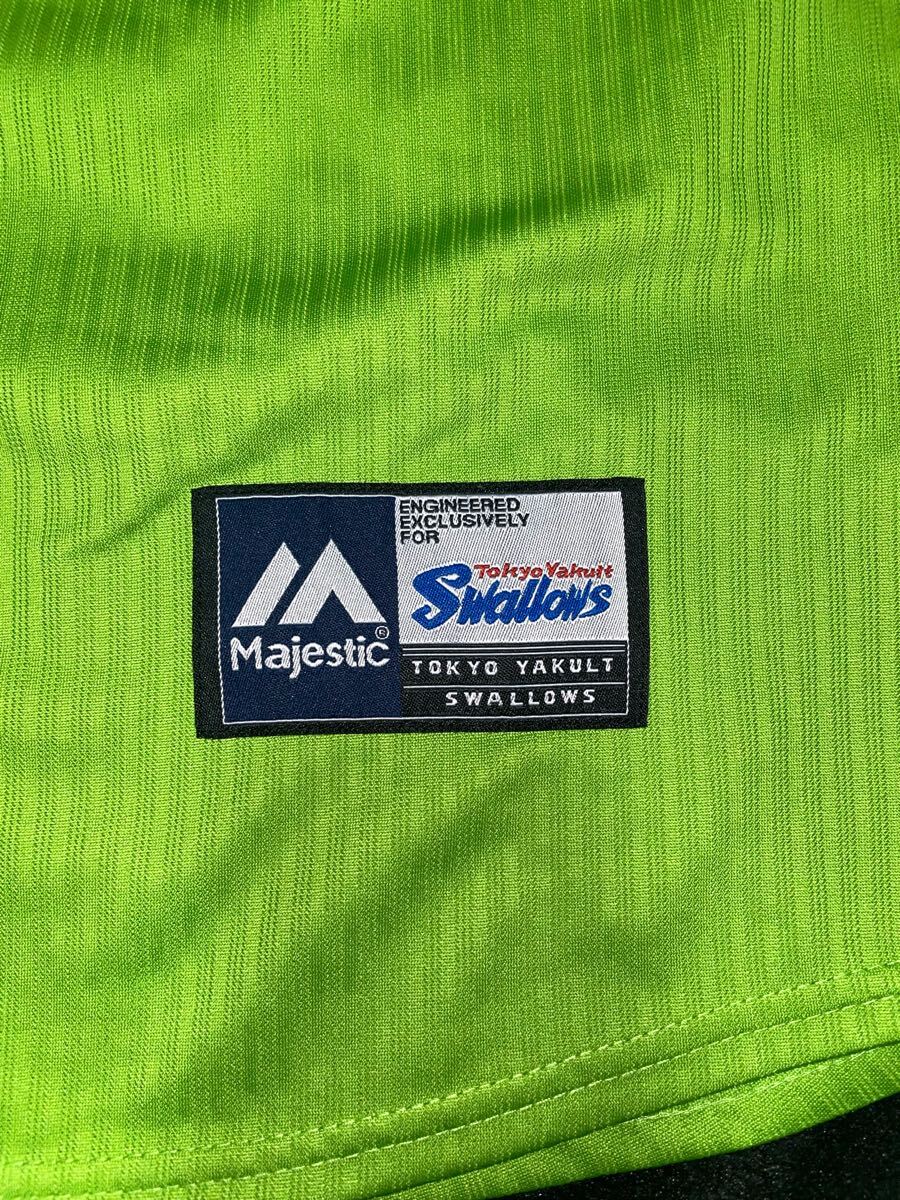 ENGINEERED
EXCLUSIVELY
FOR
Tokyo Yakult
Swallows
Majestic®
TOKYO YAKULT
SWALLOWS